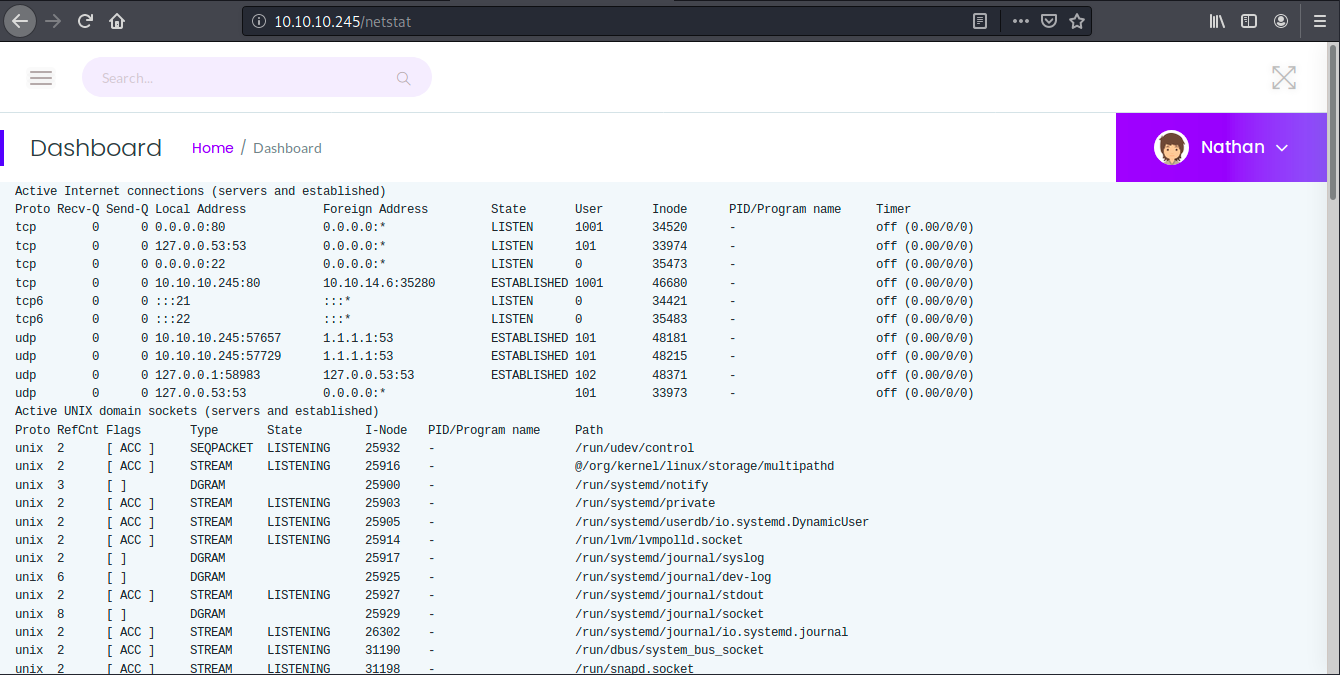 10.10.10.245/netstat
Search...
Dashboard Home / Dashboard Nathan
Active Internet connections (servers and established)
Proto Recv-Q Send-Q Local Address Foreign Address State User Inode PID/Program name Timer
tcp 0 0 0.0.0.0:80 0.0.0.0:* LISTEN 1001 34520 - off (0.00/0/0)
tcp 0 0 127.0.0.53:53 0.0.0.0:* LISTEN 101 33974 - off (0.00/0/0)
tcp 0 0 0.0.0.0:22 0.0.0.0:* LISTEN 0 35473 - off (0.00/0/0)
tcp 0 0 10.10.10.245:80 10.10.14.6:35280 ESTABLISHED 1001 46680 - off (0.00/0/0)
tcp6 0 0 :::21 :::* LISTEN 0 34421 - off (0.00/0/0)
tcp6 0 0 :::22 :::* LISTEN 0 35483 - off (0.00/0/0)
udp 0 0 10.10.10.245:57657 1.1.1.1:53 ESTABLISHED 101 48181 - off (0.00/0/0)
udp 0 0 10.10.10.245:57729 1.1.1.1:53 ESTABLISHED 101 48215 - off (0.00/0/0)
udp 0 0 127.0.0.1:58983 127.0.0.53:53 ESTABLISHED 102 48371 - off (0.00/0/0)
udp 0 0 127.0.0.53:53 0.0.0.0:* 101 33973 - off (0.00/0/0)
Active UNIX domain sockets (servers and established)
Proto RefCnt Flags Type State I-Node PID/Program name Path
unix 2 [ ACC ] SEQPACKET LISTENING 25932 - /run/udev/control
unix 2 [ ACC ] STREAM LISTENING 25916 - @/org/kernel/linux/storage/multipathd
unix 3 [ ] DGRAM 25900 - /run/systemd/notify
unix 2 [ ACC ] STREAM LISTENING 25903 - /run/systemd/private
unix 2 [ ACC ] STREAM LISTENING 25905 - /run/systemd/userdb/io.systemd.DynamicUser
unix 2 [ ACC ] STREAM LISTENING 25914 - /run/lvm/lvmpolld.socket
unix 2 [ ] DGRAM 25917 - /run/systemd/journal/syslog
unix 6 [ ] DGRAM 25925 - /run/systemd/journal/dev-log
unix 2 [ ACC ] STREAM LISTENING 25927 - /run/systemd/journal/stdout
unix 8 [ ] DGRAM 25929 - /run/systemd/journal/socket
unix 2 [ ACC ] STREAM LISTENING 26302 - /run/systemd/journal/io.systemd.journal
unix 2 [ ACC ] STREAM LISTENING 31190 - /run/dbus/system_bus_socket
unix 2 [ ACC ] STREAM LISTENING 31198 - /run/snapd.socket